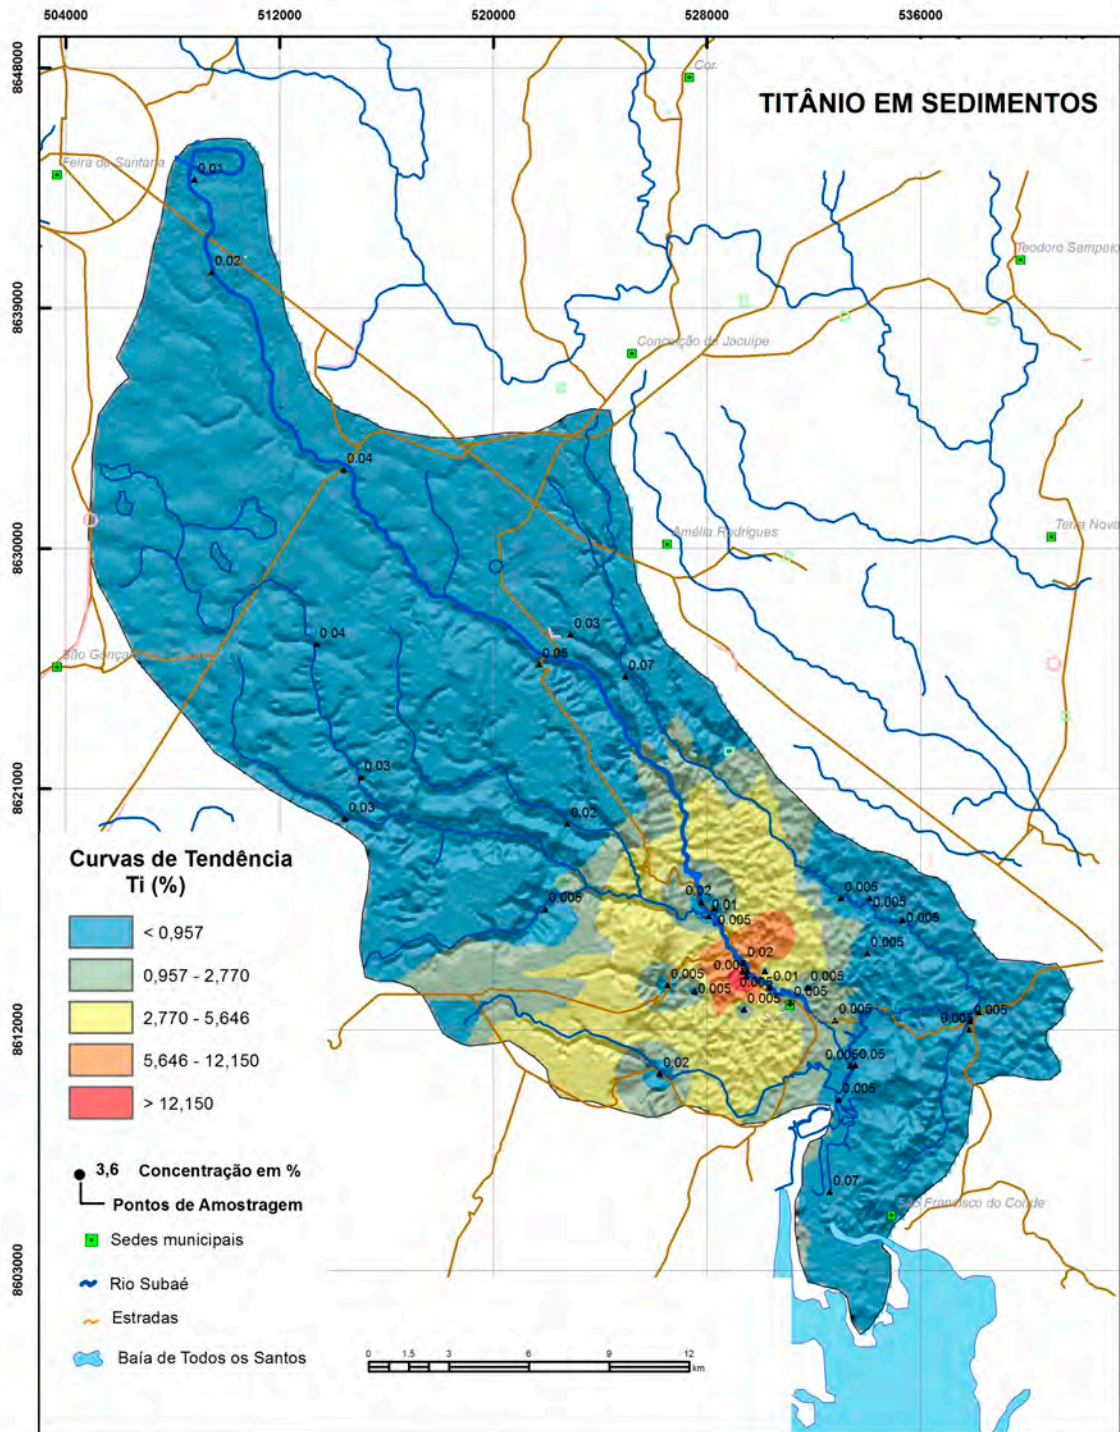 504000 512000 520000 528000 536000
8648000
Cor.
TITÂNIO EM SEDIMENTOS
Feira de Santana
0.01
Teodoro Sampaio
0.02
8639000
Conceição de Jacuípe
0.04
Amélia Rodrigues
Terra Nova
8630000
0.03
0.04
0.05
São Gonça
0.07
0.03
8621000
0.03
0.02
Curvas de Tendência
Ti (%)
0.005
0.02
0.005
0.01
0.005
0.005
0.005
< 0,957
0.005
0.02
0,957 - 2,770
0.005
0.01
0.005
0.005
0.005
0.005
0.005
2,770 - 5,646
0.005
0.005
0.005
8612000
5,646 - 12,150
0.02
0.05
0.005
> 12,150
3,6 Concentração em %
Pontos de Amostragem
0.07
São Francisco do Conde
Sedes municipais
8603000
Rio Subaé
Estradas
Baía de Todos os Santos
0 1.5 3 6 9 12
km